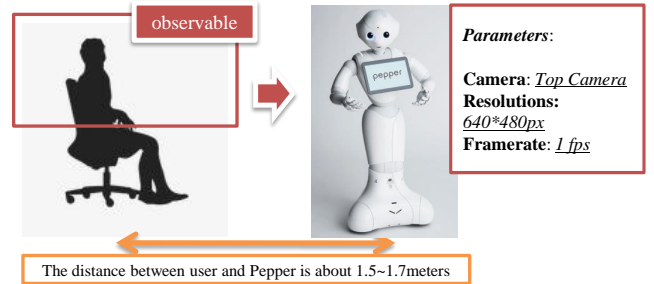 observable
pepper
Parameters:
Camera: Top Camera
Resolutions:
640*480px
Framerate: 1 fps
The distance between user and Pepper is about 1.5~1.7meters